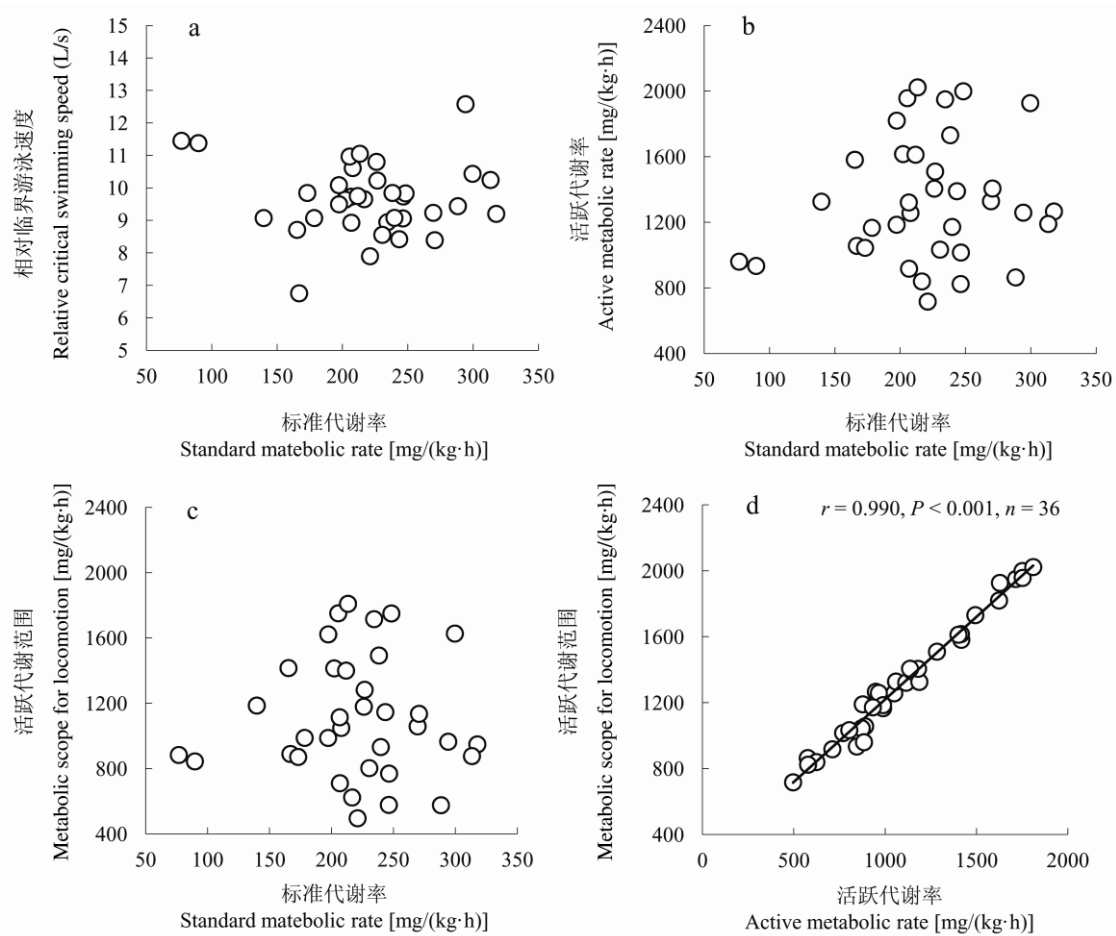 a
15
14
13
12
11
10
9
8
7
6
5
相对临界游泳速度
Relative critical swimming speed (L/s)
50 100 150 200 250 300 350
标准代谢率
Standard matebolic rate [mg/(kg·h)]
b
2400
2000
1600
1200
800
400
活跃代谢率
Active metabolic rate [mg/(kg·h)]
50 100 150 200 250 300 350
标准代谢率
Standard matebolic rate [mg/(kg·h)]
c
2400
2000
1600
1200
800
400
活跃代谢范围
Metabolic scope for locomotion [mg/(kg·h)]
50 100 150 200 250 300 350
标准代谢率
Standard matebolic rate [mg/(kg·h)]
d
r = 0.990, P < 0.001, n = 36
2400
2000
1600
1200
800
400
活跃代谢范围
Metabolic scope for locomotion [mg/(kg·h)]
0 500 1000 1500 2000
活跃代谢率
Active metabolic rate [mg/(kg·h)]